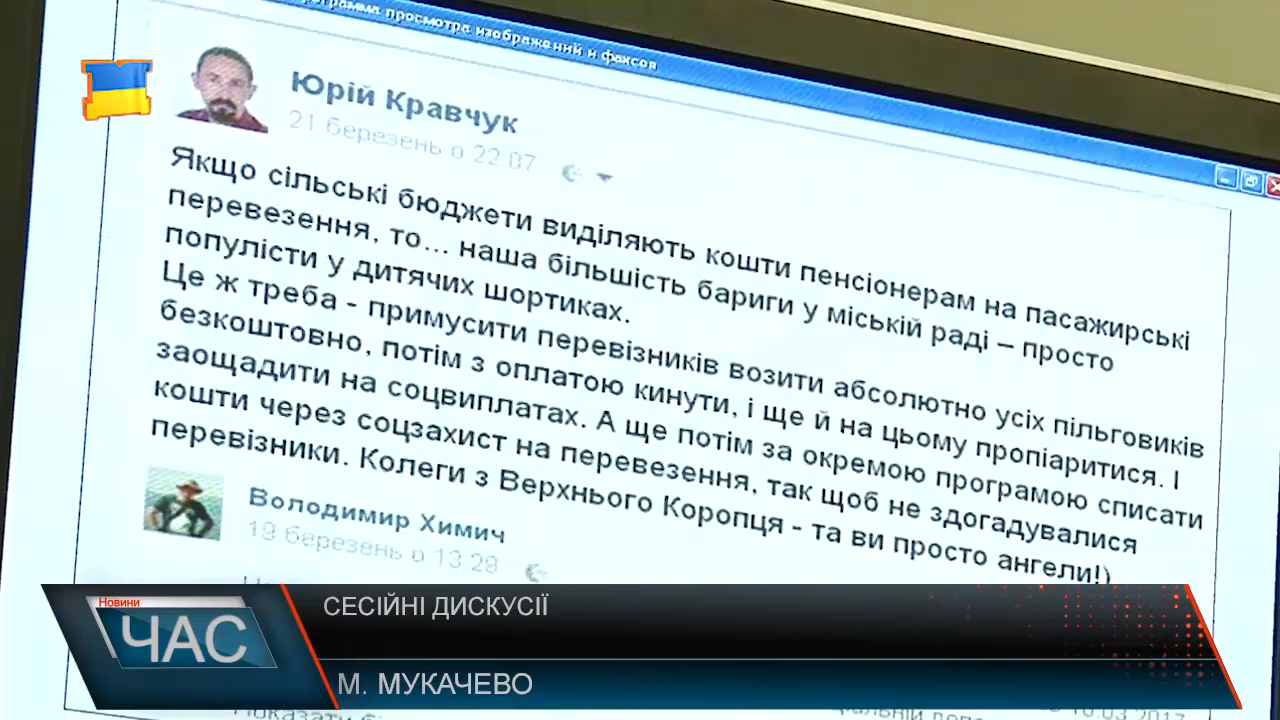 программа просмотра изображений и факсов
Юрій Кравчук
21 березень о 22:07
Якщо сільські бюджети виділяють кошти пенсіонерам на пасажирські
перевезення, то... наша більшість бариги у міській раді – просто
популісти у дитячих шортиках.
Це ж треба - примусити перевізників возити абсолютно усіх пільговиків
безкоштовно, потім з оплатою кинути, і ще й на цьому пропіаритися. І
заощадити на соцвиплатах. А ще потім за окремою програмою списати
кошти через соцзахист на перевезення, так щоб не здогадувалися
перевізники. Колеги з Верхнього Коропця - та ви просто ангели!)
Володимир Химич
19 березень о 13:29
Новини
ЧАС
СЕСІЙНІ ДИСКУСІЇ
М. МУКАЧЕВО